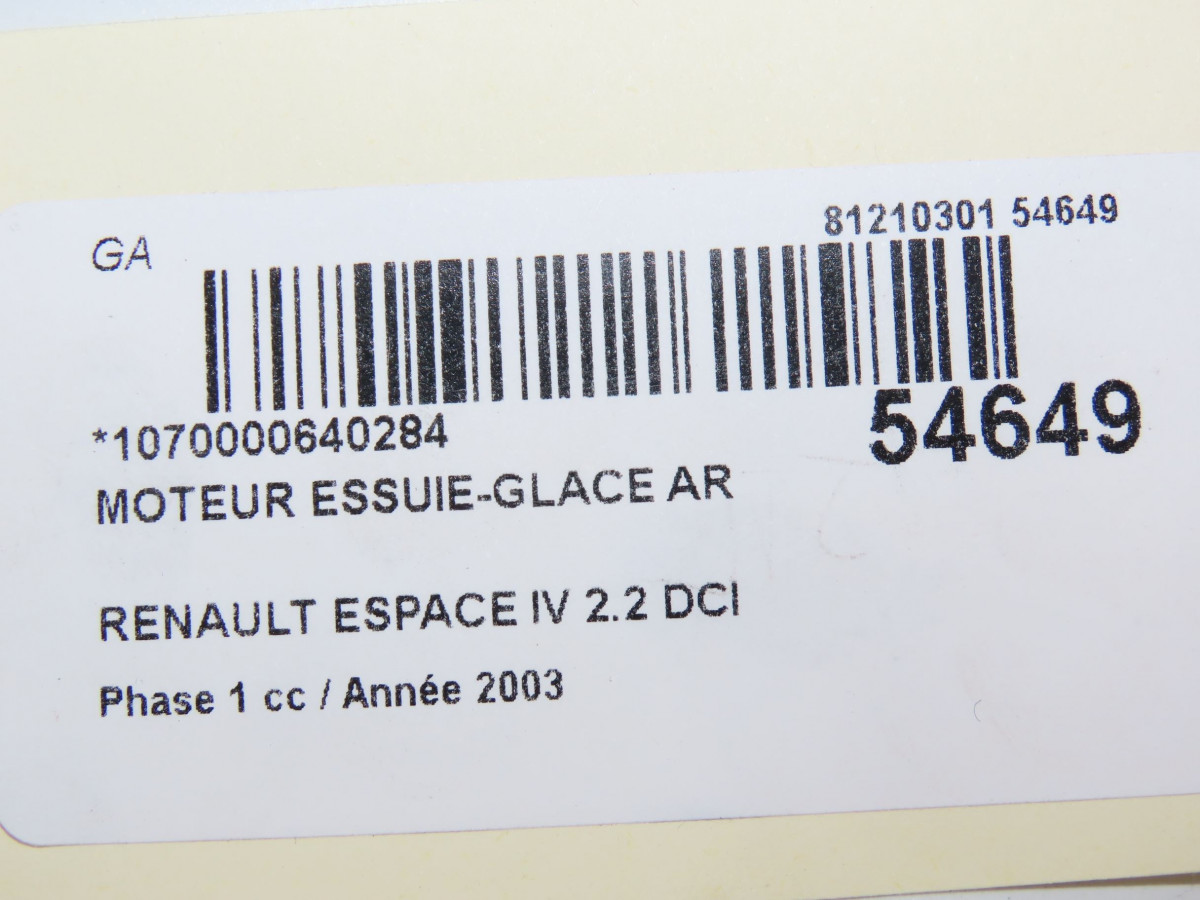 81210301 54649
GA
*1070000640284
54649
MOTEUR ESSUIE-GLACE AR
RENAULT ESPACE IV 2.2 DCI
Phase 1 cc / Année 2003